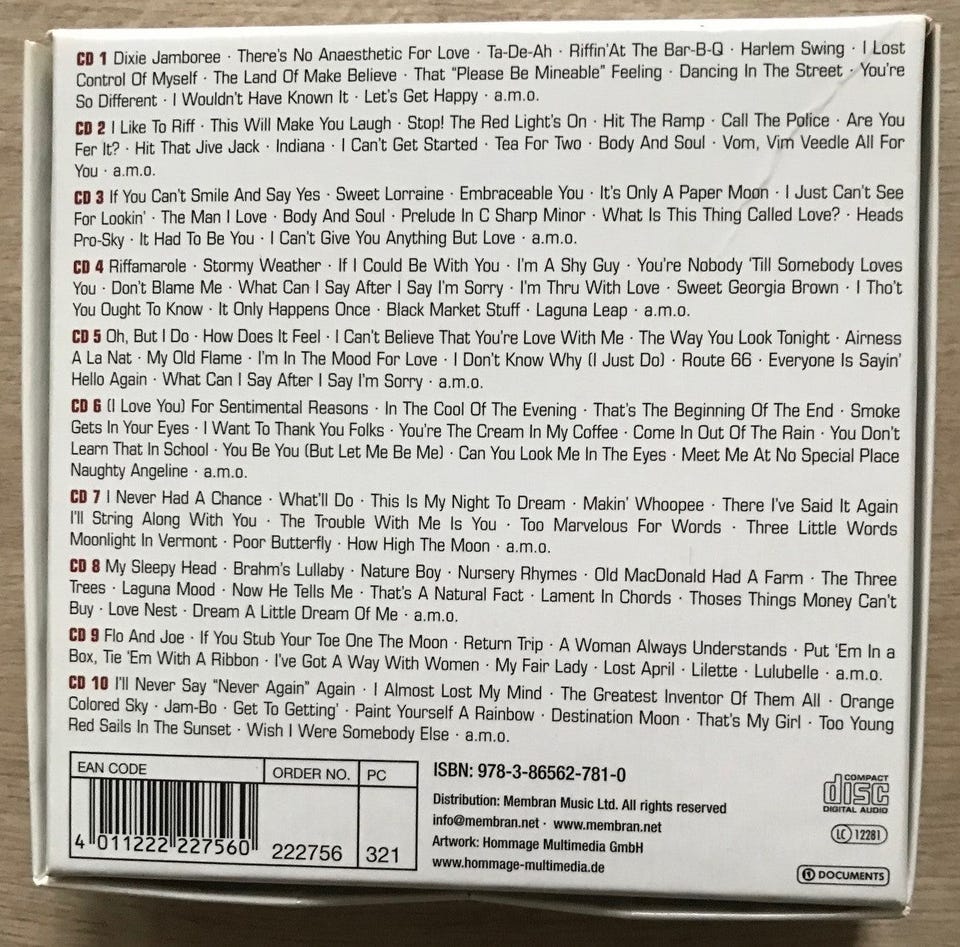 CD 1 Dixie Jamboree · There's No Anaesthetic For Love · Ta-De-Ah · Riffin'At The Bar-B-Q · Harlem Swing · I Lost
Control Of Myself · The Land Of Make Believe · That "Please Be Mineable" Feeling · Dancing In The Street · You're
So Different · I Wouldn't Have Known It · Let's Get Happy · a.m.o.
CD 2 I Like To Riff · This Will Make You Laugh · Stop! The Red Light's On · Hit The Ramp · Call The Police · Are You
Fer It? · Hit That Jive Jack · Indiana · I Can't Get Started · Tea For Two · Body And Soul · Vom, Vim Veedle All For
You · a.m.o.
CD 3 If You Can't Smile And Say Yes · Sweet Lorraine · Embraceable You · It's Only A Paper Moon · I Just Can't See
For Lookin' · The Man I Love · Body And Soul · Prelude In C Sharp Minor · What Is This Thing Called Love? · Heads
Pro-Sky · It Had To Be You · I Can't Give You Anything But Love · a.m.o.
CD 4 Riffamarole · Stormy Weather · If I Could Be With You · I'm A Shy Guy · You're Nobody 'Till Somebody Loves
You · Don't Blame Me · What Can I Say After I Say I'm Sorry · I'm Thru With Love · Sweet Georgia Brown · I Tho't
You Ought To Know · It Only Happens Once · Black Market Stuff · Laguna Leap · a.m.o.
CD 5 Oh, But I Do · How Does It Feel · I Can't Believe That You're Love With Me · The Way You Look Tonight · Airness
A La Nat · My Old Flame · I'm In The Mood For Love · I Don't Know Why (I Just Do) · Route 66 · Everyone Is Sayin'
Hello Again · What Can I Say After I Say I'm Sorry · a.m.o.
CD 6 (I Love You) For Sentimental Reasons · In The Cool Of The Evening · That's The Beginning Of The End · Smoke
Gets In Your Eyes · I Want To Thank You Folks · You're The Cream In My Coffee · Come In Out Of The Rain · You Don't
Learn That In School · You Be You (But Let Me Be Me) · Can You Look Me In The Eyes · Meet Me At No Special Place
Naughty Angeline · a.m.o.
CD 7 I Never Had A Chance · What'll Do · This Is My Night To Dream · Makin' Whoopee · There I've Said It Again
I'll String Along With You · The Trouble With Me Is You · Too Marvelous For Words · Three Little Words
Moonlight In Vermont · Poor Butterfly · How High The Moon · a.m.o.
CD 8 My Sleepy Head · Brahm's Lullaby · Nature Boy · Nursery Rhymes · Old MacDonald Had A Farm · The Three
Trees · Laguna Mood · Now He Tells Me · That's A Natural Fact · Lament In Chords · Thoses Things Money Can't
Buy · Love Nest · Dream A Little Dream Of Me · a.m.o.
CD 9 Flo And Joe · If You Stub Your Toe One The Moon · Return Trip · A Woman Always Understands · Put 'Em In a
Box, Tie 'Em With A Ribbon · I've Got A Way With Women · My Fair Lady · Lost April · Lilette · Lulubelle · a.m.o.
CD 10 I'll Never Say "Never Again" Again · I Almost Lost My Mind · The Greatest Inventor Of Them All · Orange
Colored Sky · Jam-Bo · Get To Getting' · Paint Yourself A Rainbow · Destination Moon · That's My Girl · Too Young
Red Sails In The Sunset · Wish I Were Somebody Else · a.m.o.
EAN CODE
ORDER NO.
PC
4 011222 227560
222756
321
ISBN: 978-3-86562-781-0
Distribution: Membran Music Ltd. All rights reserved
info@membran.net · www.membran.net
Artwork: Hommage Multimedia GmbH
www.hommage-multimedia.de
COMPACT
disc
DIGITAL AUDIO
LC 12281
DOCUMENTS